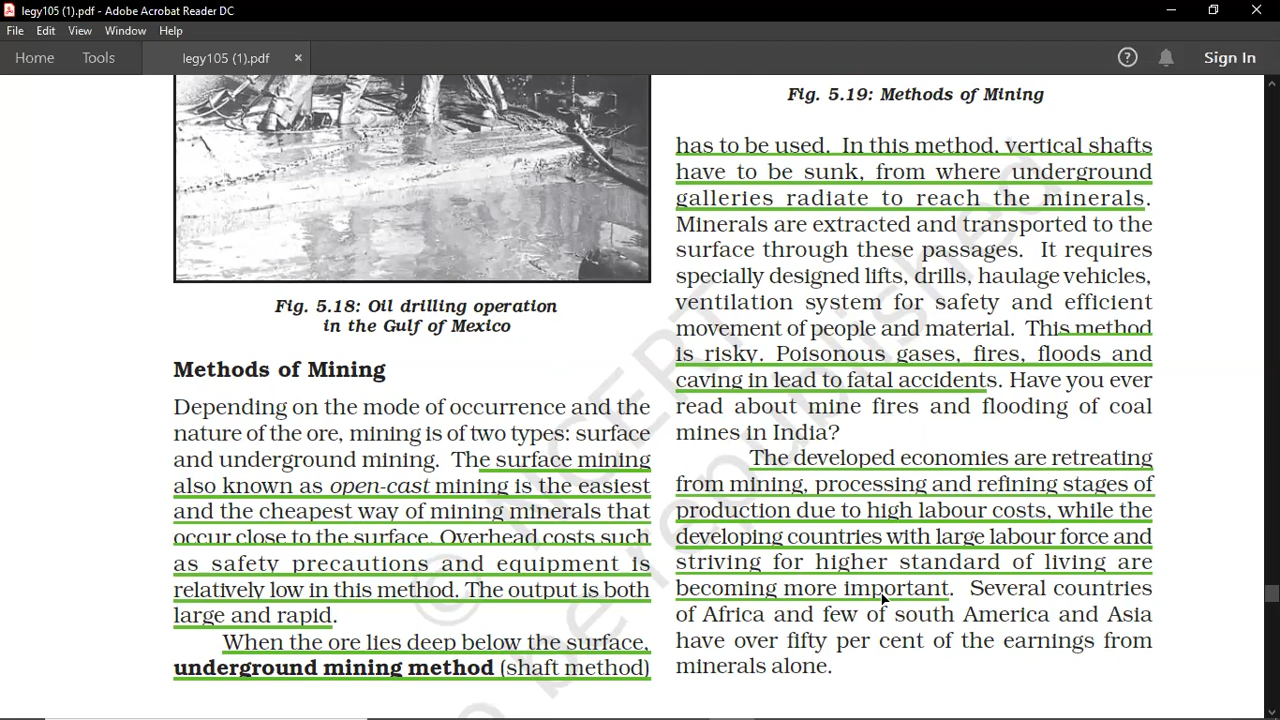 legy105 (1).pdf - Adobe Acrobat Reader DC
File Edit View Window Help
Home Tools legy105 (1).pdf × ? Sign In
Fig. 5.18: Oil drilling operation
in the Gulf of Mexico
Methods of Mining
Depending on the mode of occurrence and the
nature of the ore, mining is of two types: surface
and underground mining. The surface mining
also known as open-cast mining is the easiest
and the cheapest way of mining minerals that
occur close to the surface. Overhead costs such
as safety precautions and equipment is
relatively low in this method. The output is both
large and rapid.
When the ore lies deep below the surface,
underground mining method (shaft method)
Fig. 5.19: Methods of Mining
has to be used. In this method, vertical shafts
have to be sunk, from where underground
galleries radiate to reach the minerals.
Minerals are extracted and transported to the
surface through these passages. It requires
specially designed lifts, drills, haulage vehicles,
ventilation system for safety and efficient
movement of people and material. This method
is risky. Poisonous gases, fires, floods and
caving in lead to fatal accidents. Have you ever
read about mine fires and flooding of coal
mines in India?
The developed economies are retreating
from mining, processing and refining stages of
production due to high labour costs, while the
developing countries with large labour force and
striving for higher standard of living are
becoming more important. Several countries
of Africa and few of south America and Asia
have over fifty per cent of the earnings from
minerals alone.
© NCERT
be republished